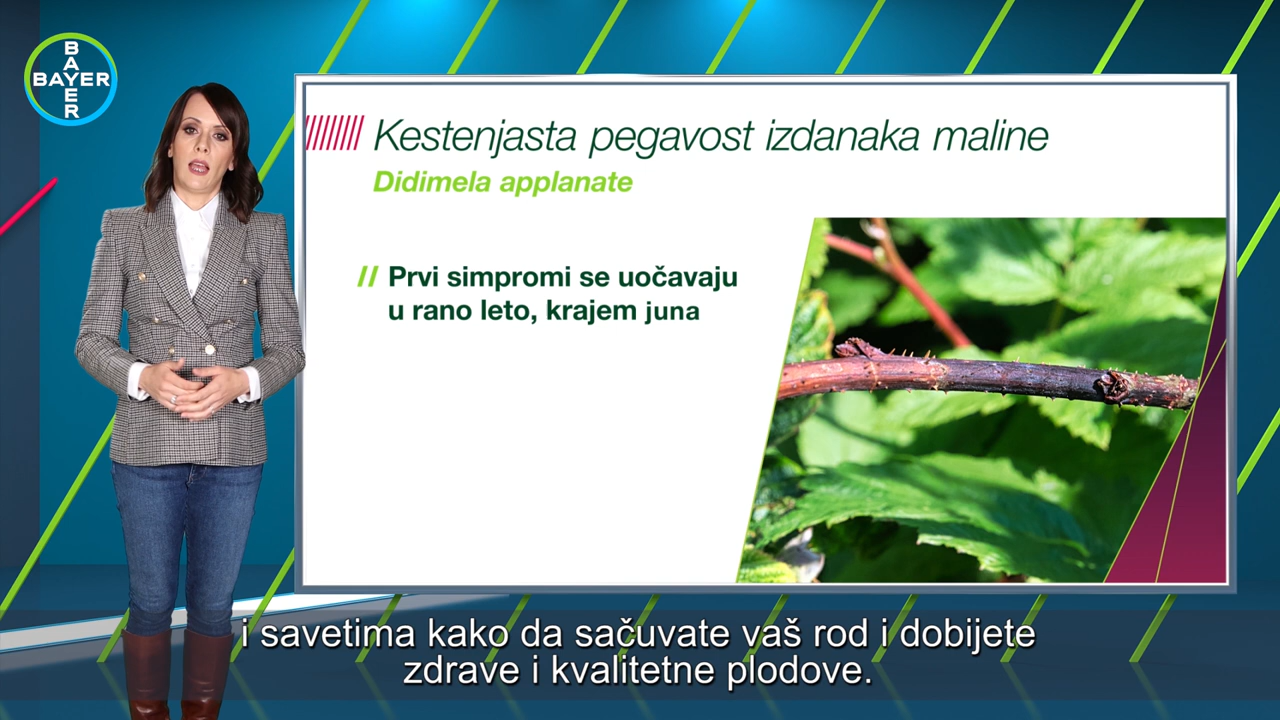 BAYER
BAYER
Kestenjasta pegavost izdanaka maline
Didimela applanate
// Prvi simpromi se uočavaju
u rano leto, krajem juna
i savetima kako da sačuvate vaš rod i dobijete
zdrave i kvalitetne plodove.